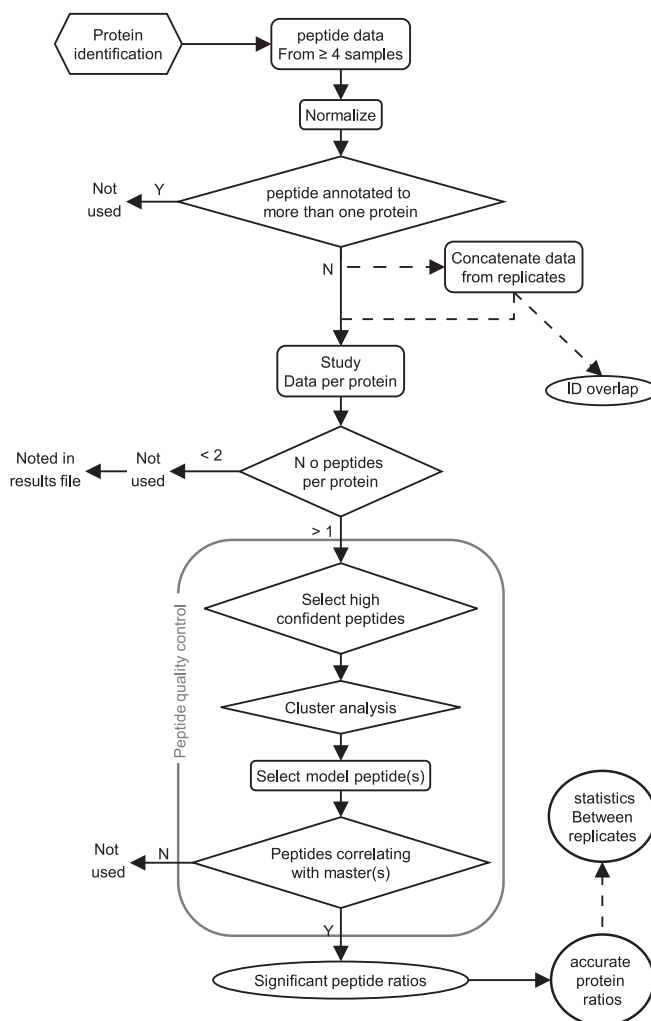 Protein
identification
peptide data
From ≥ 4 samples
Normalize
peptide annotated to
more than one protein
Y
Not
used
N
Concatenate data
from replicates
Study
Data per protein
ID overlap
N o peptides
per protein
< 2
Not
used
Noted in
results file
> 1
Peptide quality control
Select high
confident peptides
Cluster analysis
Select model peptide(s)
Peptides correlating
with master(s)
N
Not
used
Y
Significant peptide ratios
statistics
Between
replicates
accurate
protein
ratios